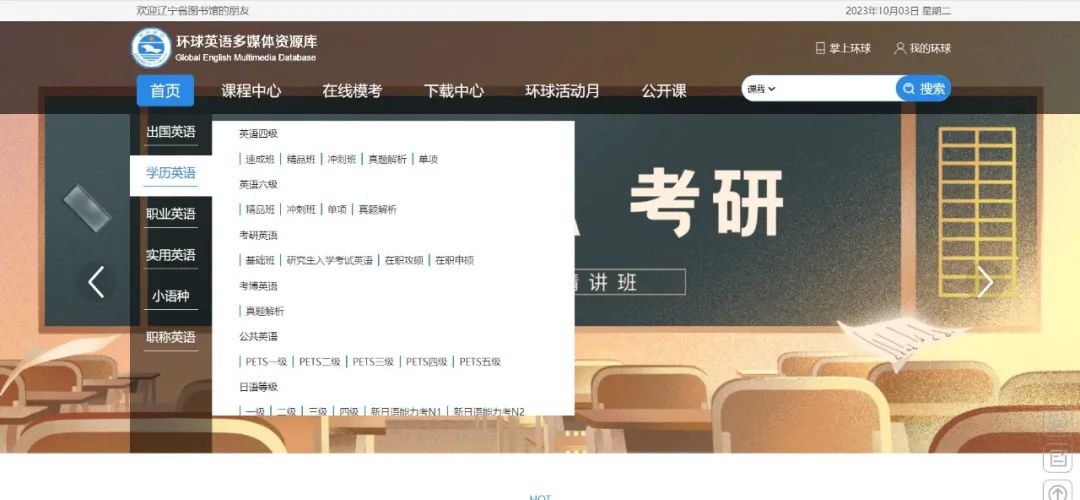 欢迎辽宁省图书馆的朋友 2023年10月03日 星期二
环球英语多媒体资源库
Global English Multimedia Database
掌上环球 我的环球
首页 课程中心 在线模考 下载中心 环球活动月 公开课 课程 搜索
出国英语
学历英语
职业英语
实用英语
小语种
职称英语
英语四级
速成班 精品班 冲刺班 真题解析 单项
英语六级
精品班 冲刺班 单项 真题解析
考研英语
基础班 研究生入学考试英语 在职攻硕 在职申硕
考博英语
真题解析
公共英语
PETS一级 PETS二级 PETS三级 PETS四级 PETS五级
日语等级
一级 二级 三级 四级 新日语能力考N1 新日语能力考N2
考研
精讲班
HOT